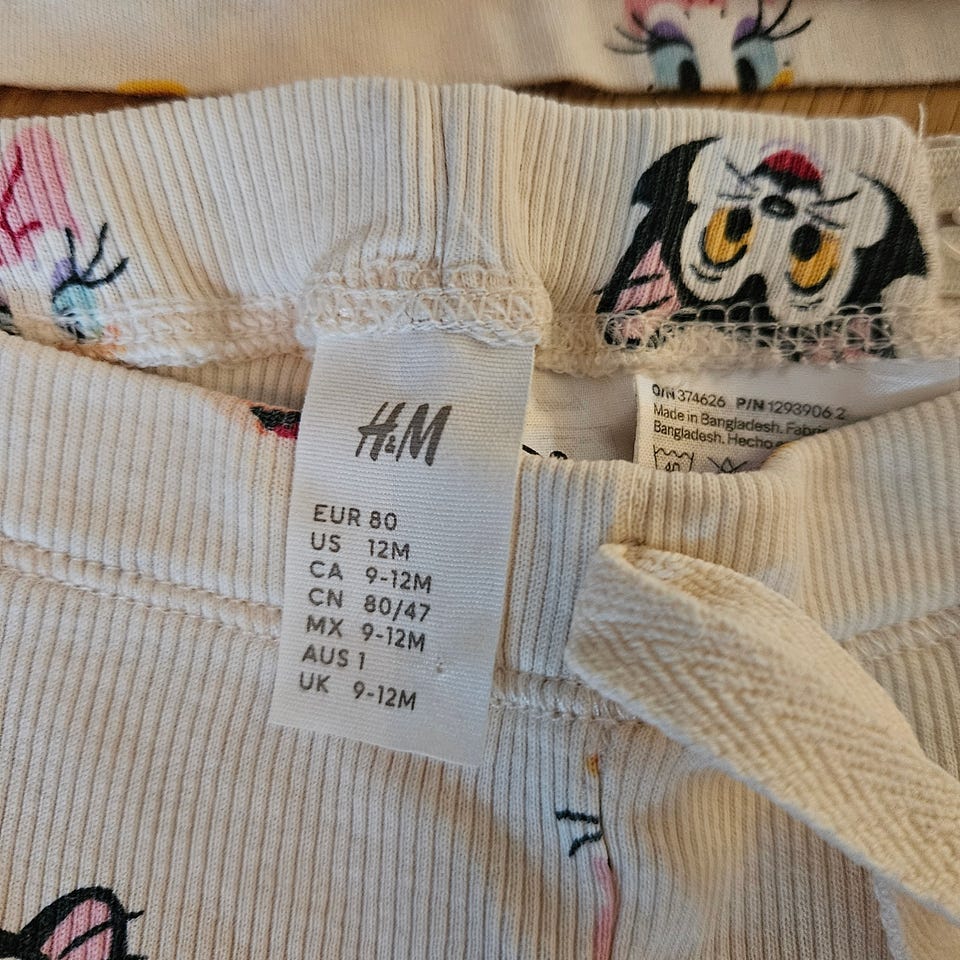 H&M
EUR 80
US 12M
CA 9-12M
CN 80/47
MX 9-12M
AUS 1
UK 9-12M
O/N 374626 P/N 1293906 2
Made in Bangladesh.
Bangladesh. Hecho
40